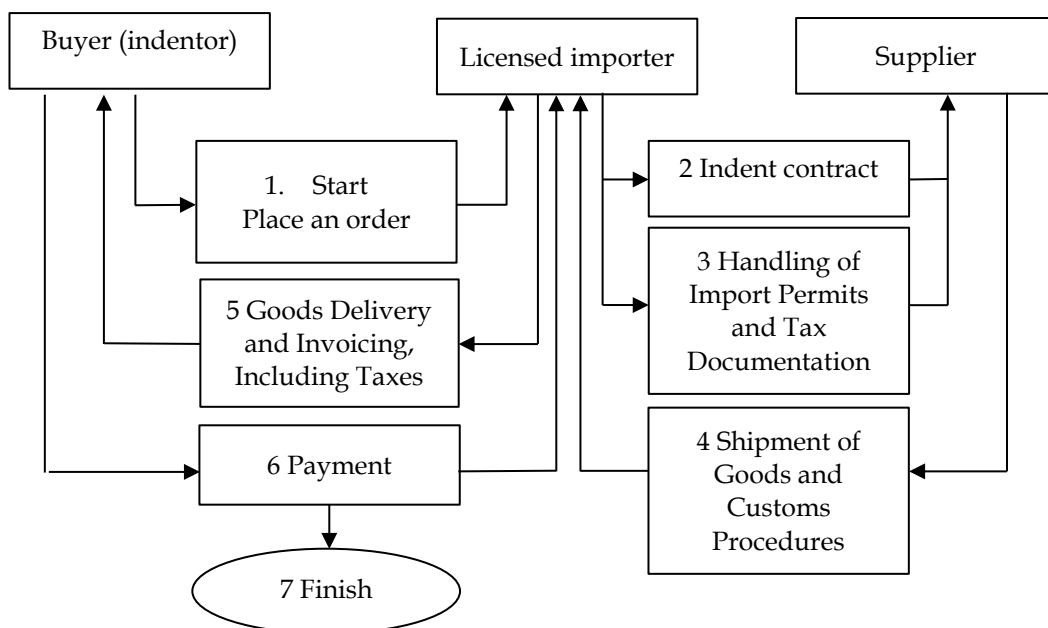 Buyer (indentor)
Licensed importer
Supplier
1. Start
Place an order
2 Indent contract
3 Handling of
Import Permits
and Tax
Documentation
5 Goods Delivery
and Invoicing,
Including Taxes
4 Shipment of
Goods and
Customs
Procedures
6 Payment
7 Finish